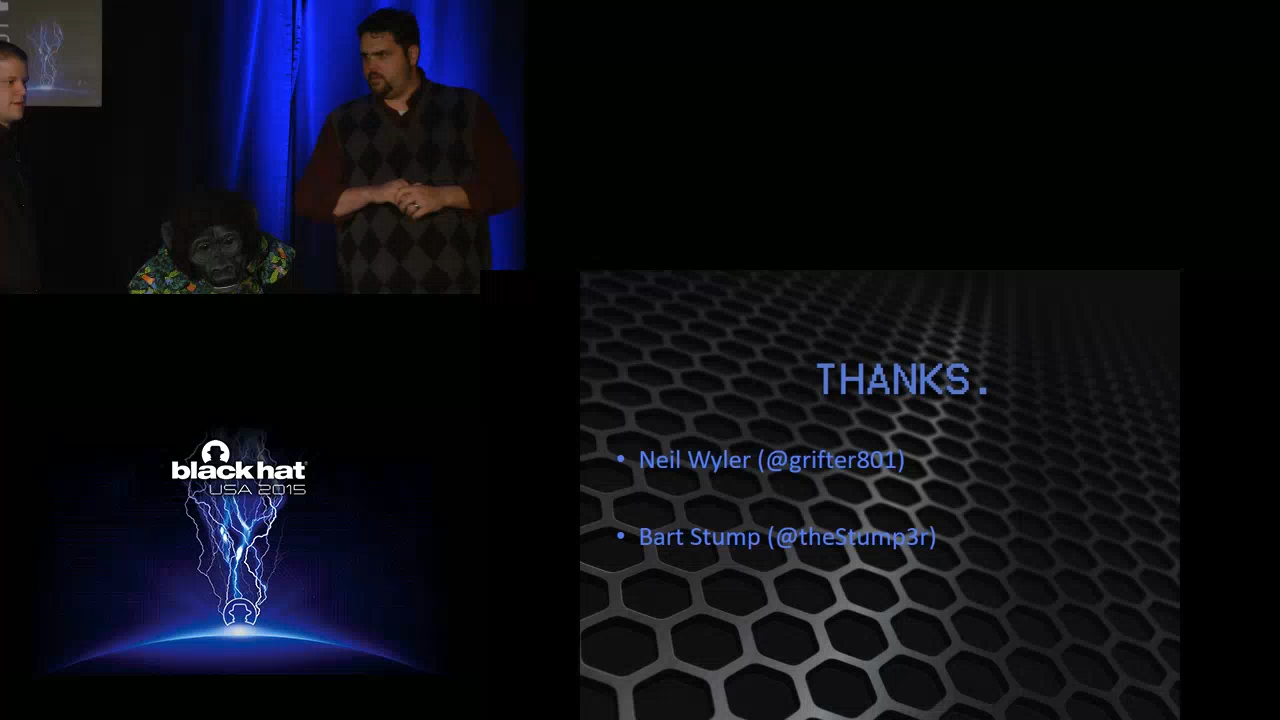 black hat
USA 2015
THANKS.
• Neil Wyler (@grifter801)
• Bart Stump (@theStump3r)